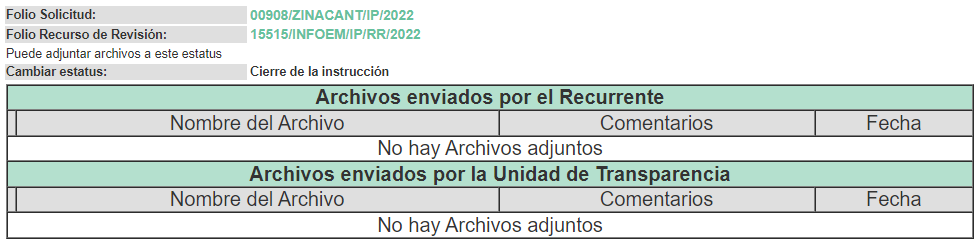 Folio Solicitud: 00908/ZINACANT/IP/2022
Folio Recurso de Revisión: 15515/INFOEM/IP/RR/2022
Puede adjuntar archivos a este estatus
Cambiar estatus: Cierre de la instrucción
Archivos enviados por el Recurrente
Nombre del Archivo Comentarios Fecha
No hay Archivos adjuntos
Archivos enviados por la Unidad de Transparencia
Nombre del Archivo Comentarios Fecha
No hay Archivos adjuntos